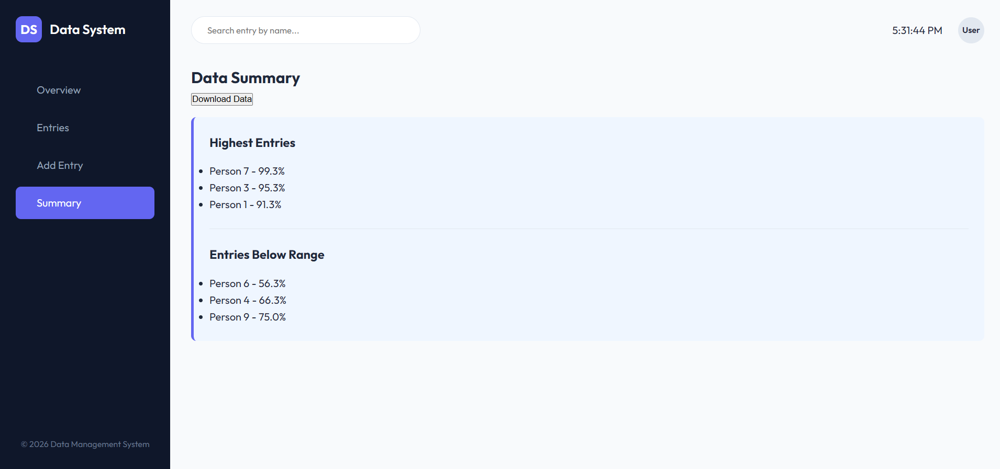 DS Data System
Search entry by name...
5:31:44 PM
User
Overview
Entries
Add Entry
Summary
Data Summary
Download Data
Highest Entries
Person 7 - 99.3%
Person 3 - 95.3%
Person 1 - 91.3%
Entries Below Range
Person 6 - 56.3%
Person 4 - 66.3%
Person 9 - 75.0%
© 2026 Data Management System